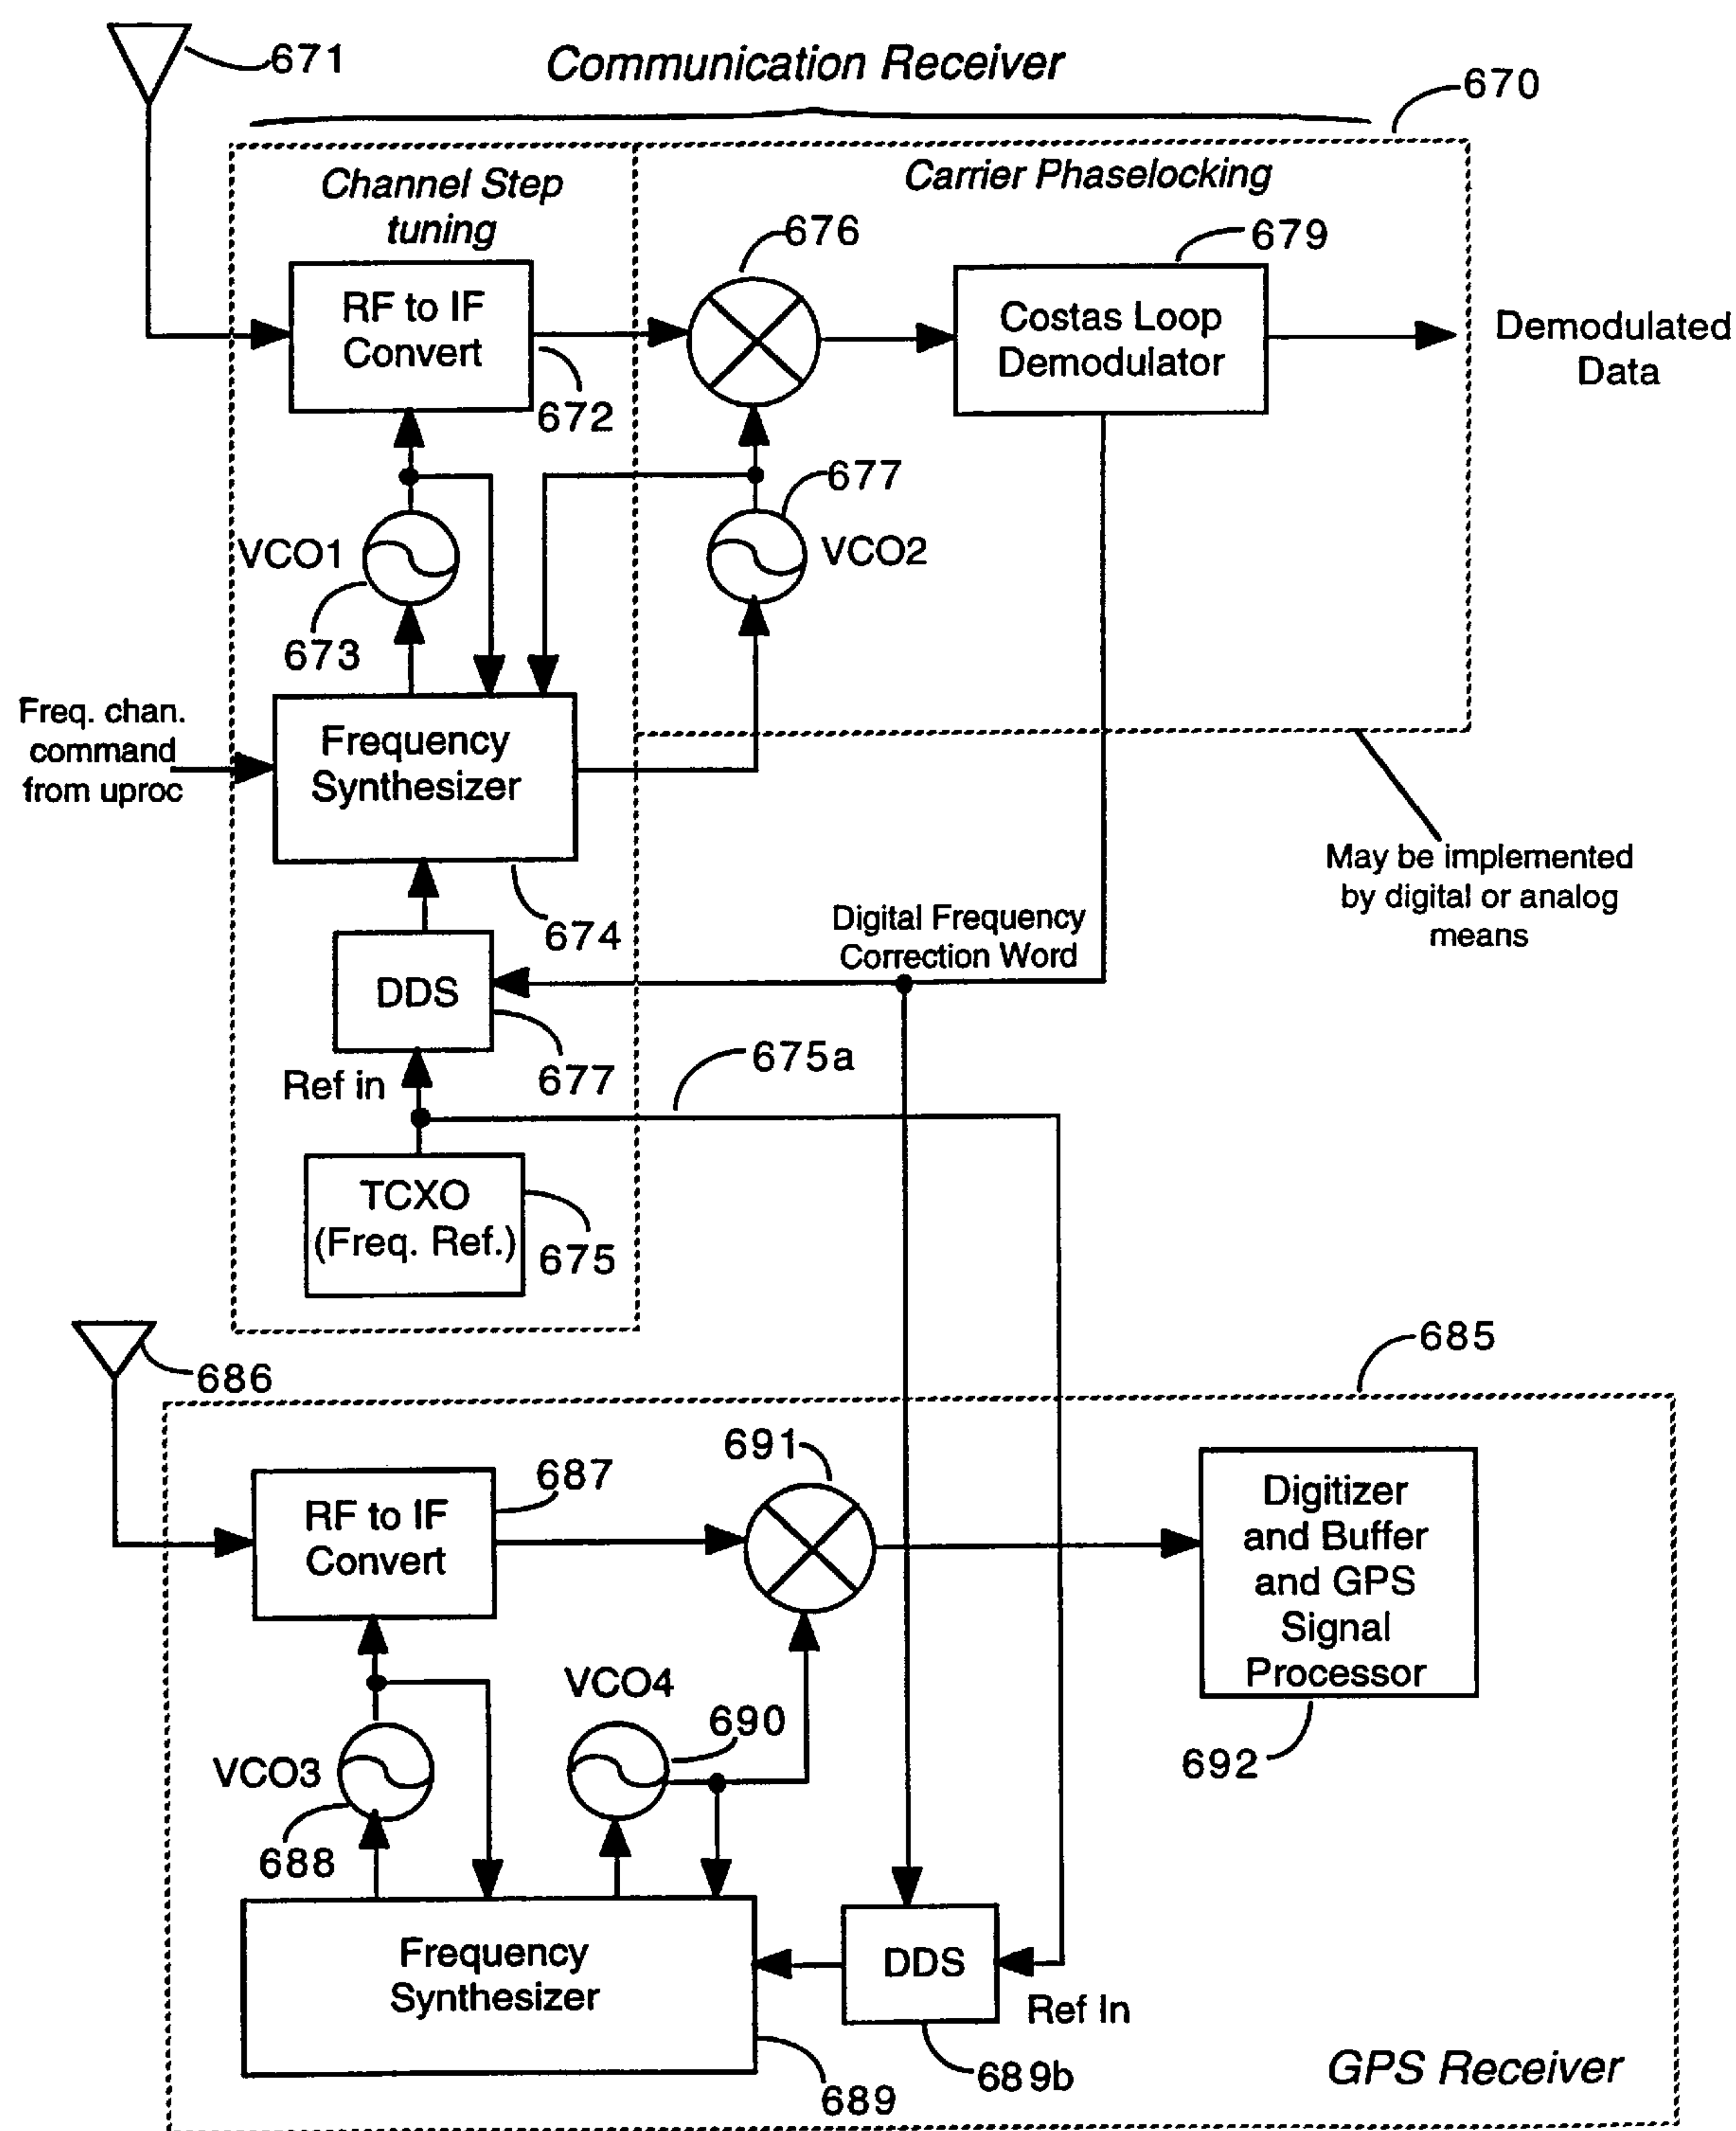 671
Communication Receiver
670
Channel Step
tuning
Carrier Phaselocking
676
679
RF to IF
Convert
672
Costas Loop
Demodulator
Demodulated
Data
677
VCO1
VCO2
673
Freq. chan.
command
from uproc
Frequency
Synthesizer
674
May be implemented
by digital or analog
means
Digital Frequency
Correction Word
DDS
677
675a
Ref in
TCXO
(Freq. Ref.)
675
686
685
691
687
RF to IF
Convert
Digitizer
and Buffer
and GPS
Signal
Processor
692
VCO4
690
VCO3
688
Frequency
Synthesizer
689
DDS
Ref In
689b
GPS Receiver